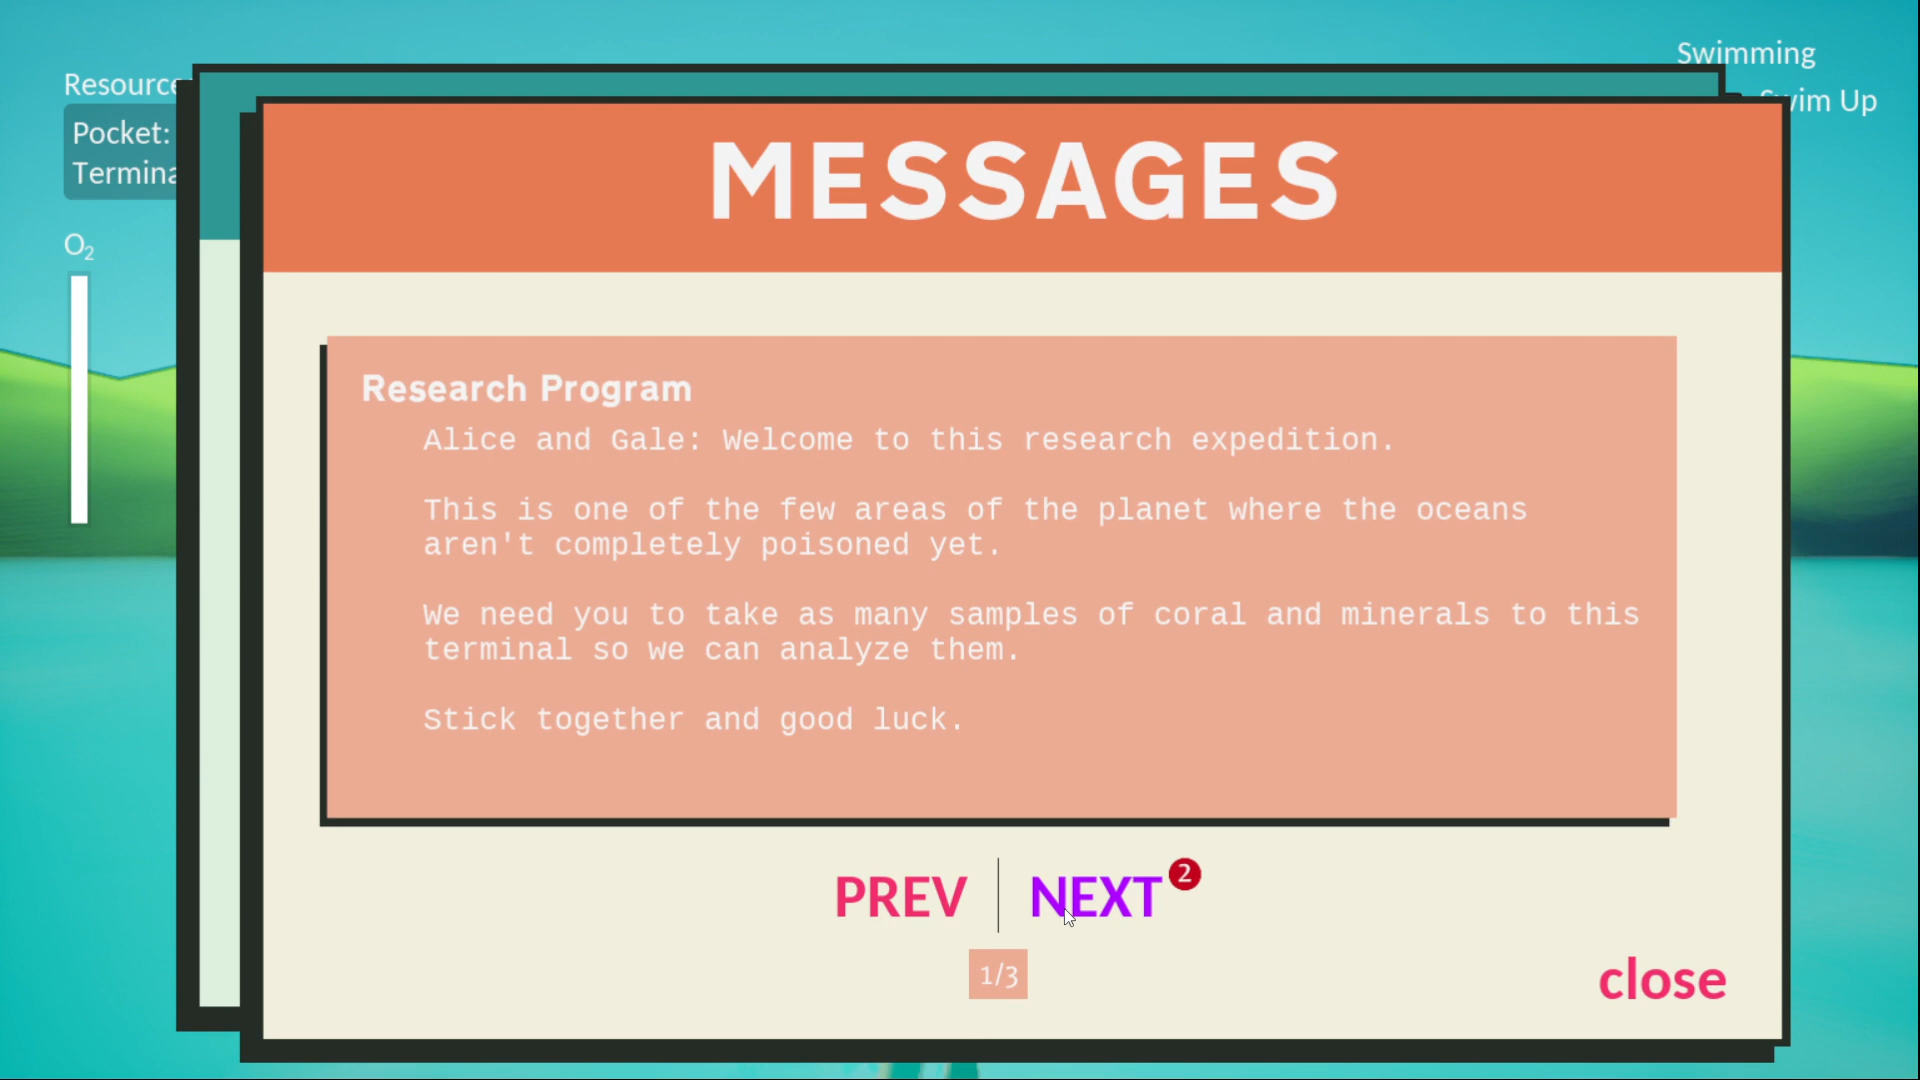 Swimming
Swim Up
Pocket:
O₂
MESSAGES
Research Program
Alice and Gale: Welcome to this research expedition.
This is one of the few areas of the planet where the oceans
aren't completely poisoned yet.
We need you to take as many samples of coral and minerals to this
terminal so we can analyze them.
Stick together and good luck.
PREV
NEXT
2
1/3
close